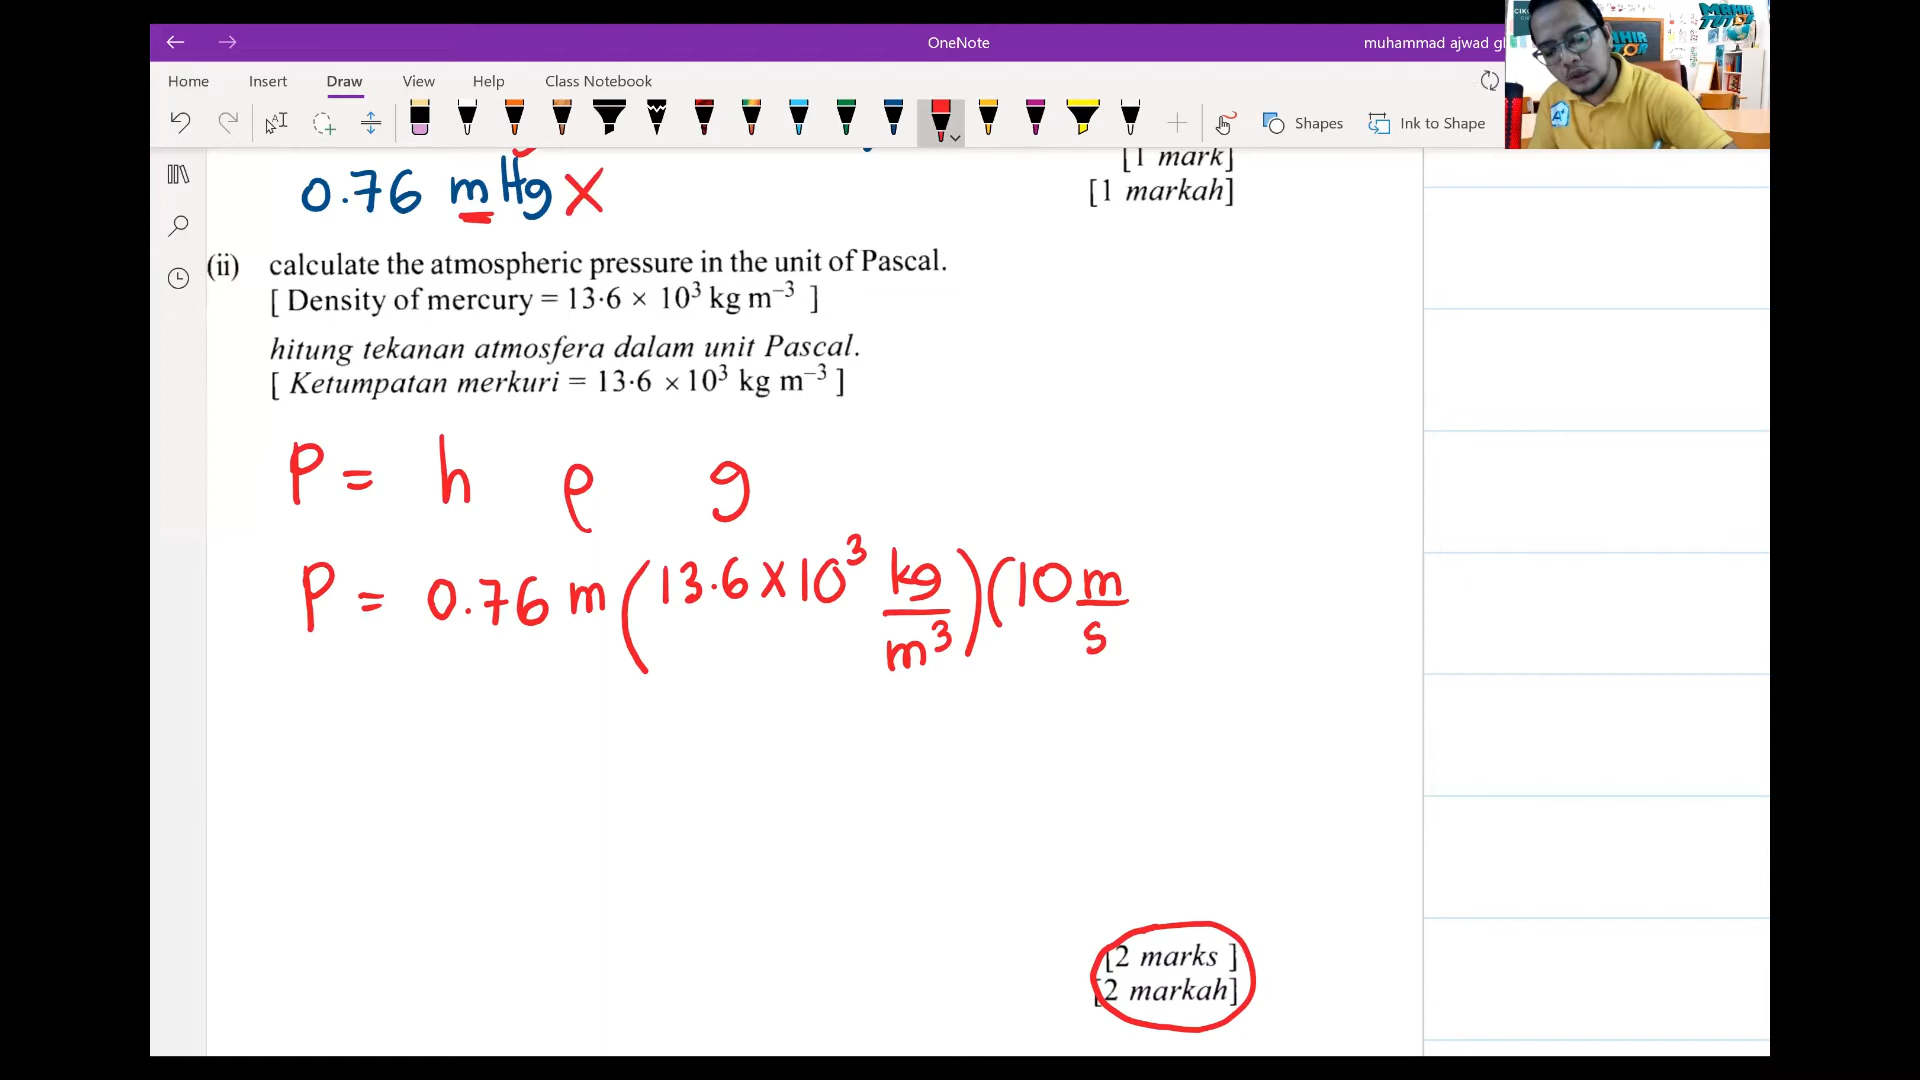 OneNote
muhammad ajwad gh
Home Insert Draw View Help Class Notebook
Shapes Ink to Shape
MAHIR TUTOR
[1 mark]
0.76 mHg X
[1 markah]
(ii) calculate the atmospheric pressure in the unit of Pascal.
[ Density of mercury = 13·6 × 10³ kg m⁻³ ]
hitung tekanan atmosfera dalam unit Pascal.
[ Ketumpatan merkuri = 13·6 × 10³ kg m⁻³ ]
P = h ρ g
P = 0.76 m (13.6 × 10³ kg/m³)(10 m/s
[2 marks ]
[2 markah]